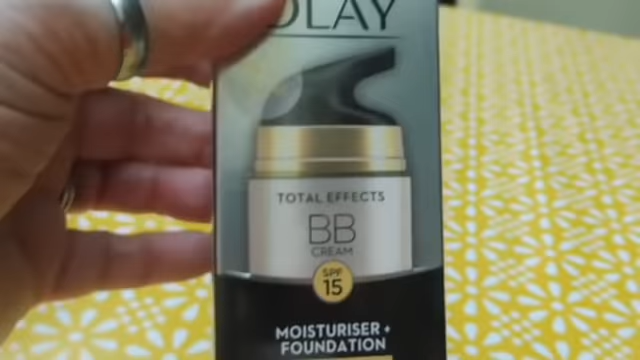 OLAY
TOTAL EFFECTS
BB
CREAM
SPF
15
MOISTURISER +
FOUNDATION